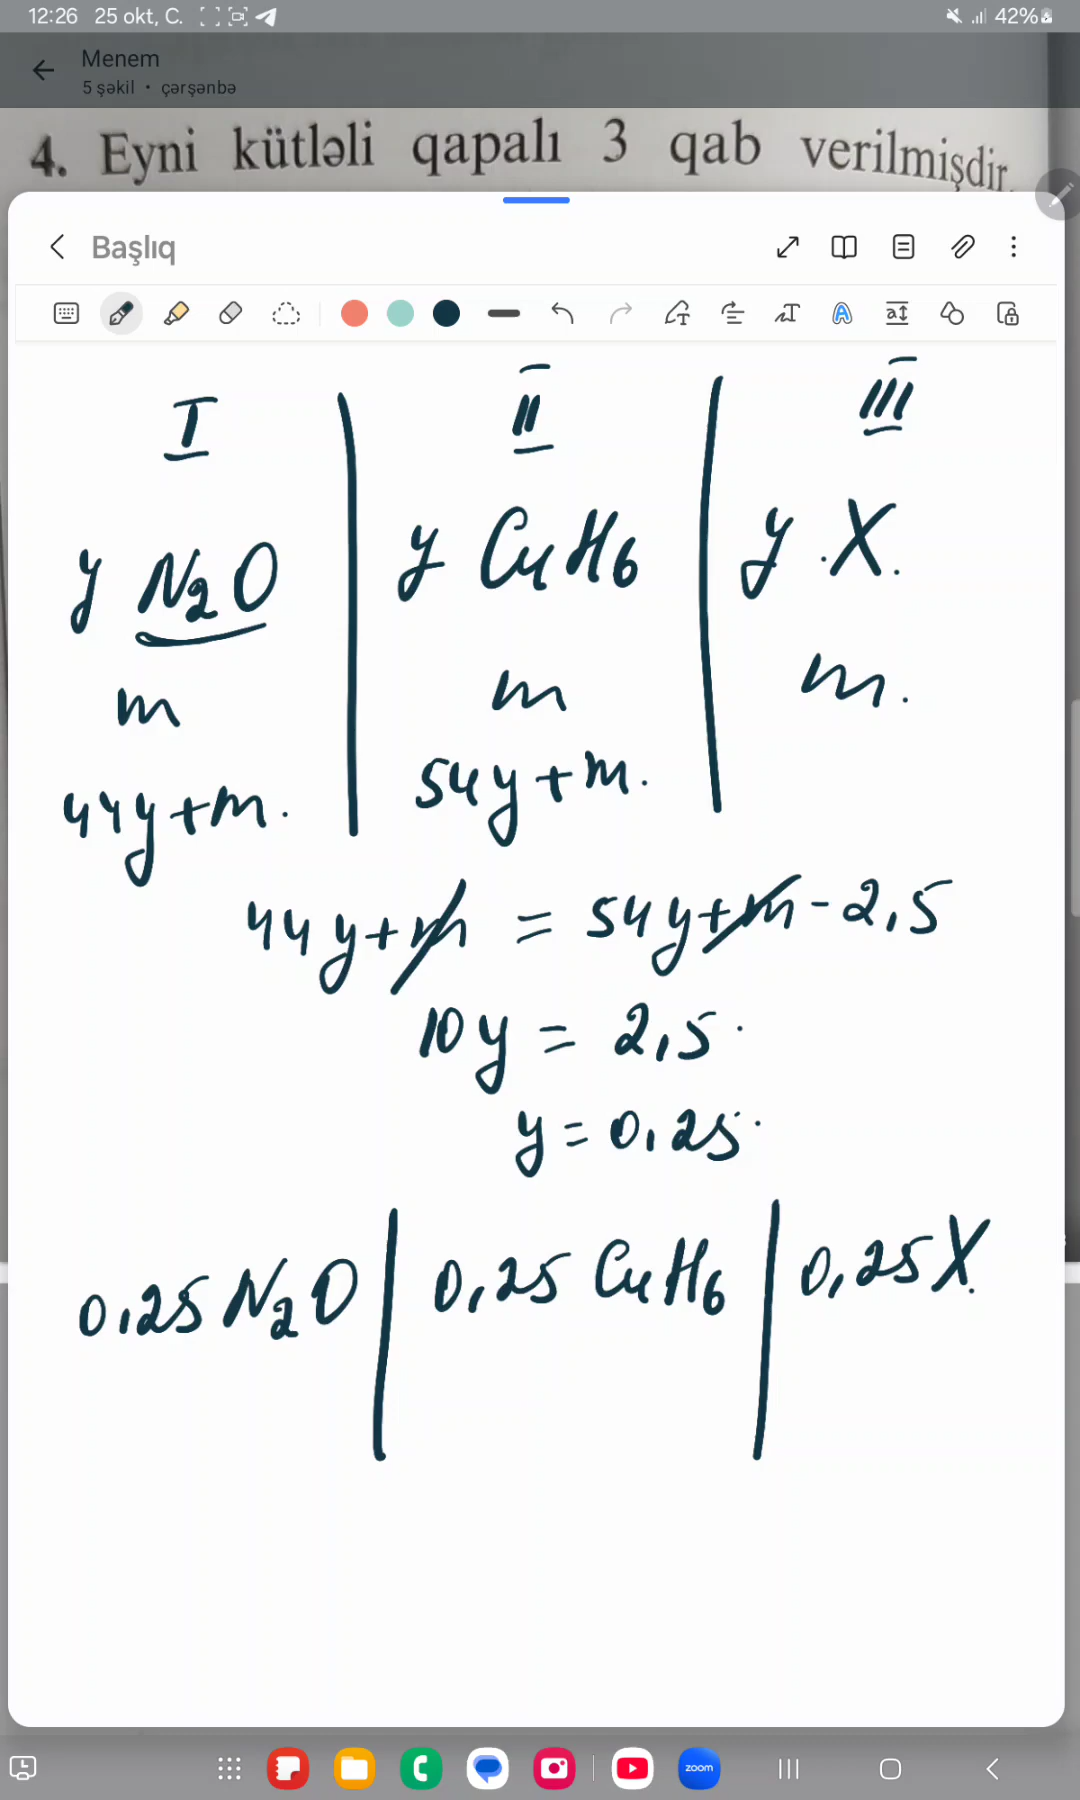 12:26 25 okt, C. 42%
Menem
5 şəkil • çərşənbə
4. Eyni kütləli qapalı 3 qab verilmişdir.
Başlıq
I II III
y N₂O y C₄H₆ y X.
m m m.
44y+m. 54y+m.
44y+m = 54y+m-2,5
10y = 2,5.
y=0,25.
0,25 N₂O 0,25 C₄H₆ 0,25 X.
zoom